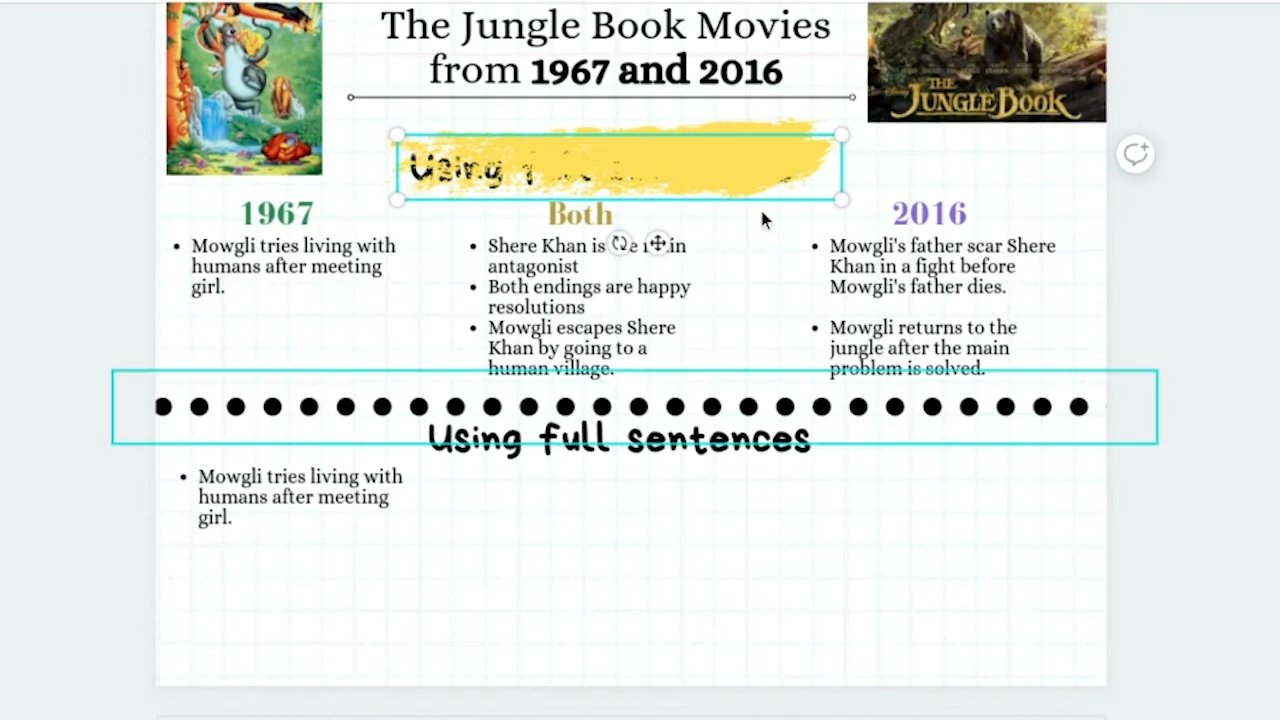 The Jungle Book Movies
from 1967 and 2016
THE
JUNGLE BOOK
Using
1967
Both
2016
• Mowgli tries living with
humans after meeting
girl.
• Shere Khan is
antagonist
• Both endings are happy
resolutions
• Mowgli escapes Shere
Khan by going to a
human village.
• Mowgli's father scar Shere
Khan in a fight before
Mowgli's father dies.
• Mowgli returns to the
jungle after the main
problem is solved.
Using full sentences
• Mowgli tries living with
humans after meeting
girl.